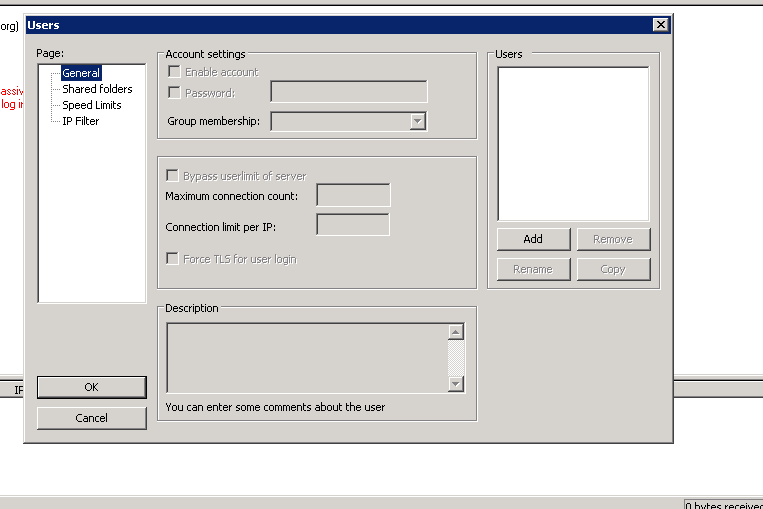 org)
Users
Page:
General
Shared folders
Speed Limits
IP Filter
Account settings
Enable account
Password:
Group membership:
Bypass userlimit of server
Maximum connection count:
Connection limit per IP:
Force TLS for user login
Description
You can enter some comments about the user
Users
Add
Remove
Rename
Copy
OK
Cancel
assiv
log in
IP
0 bytes received